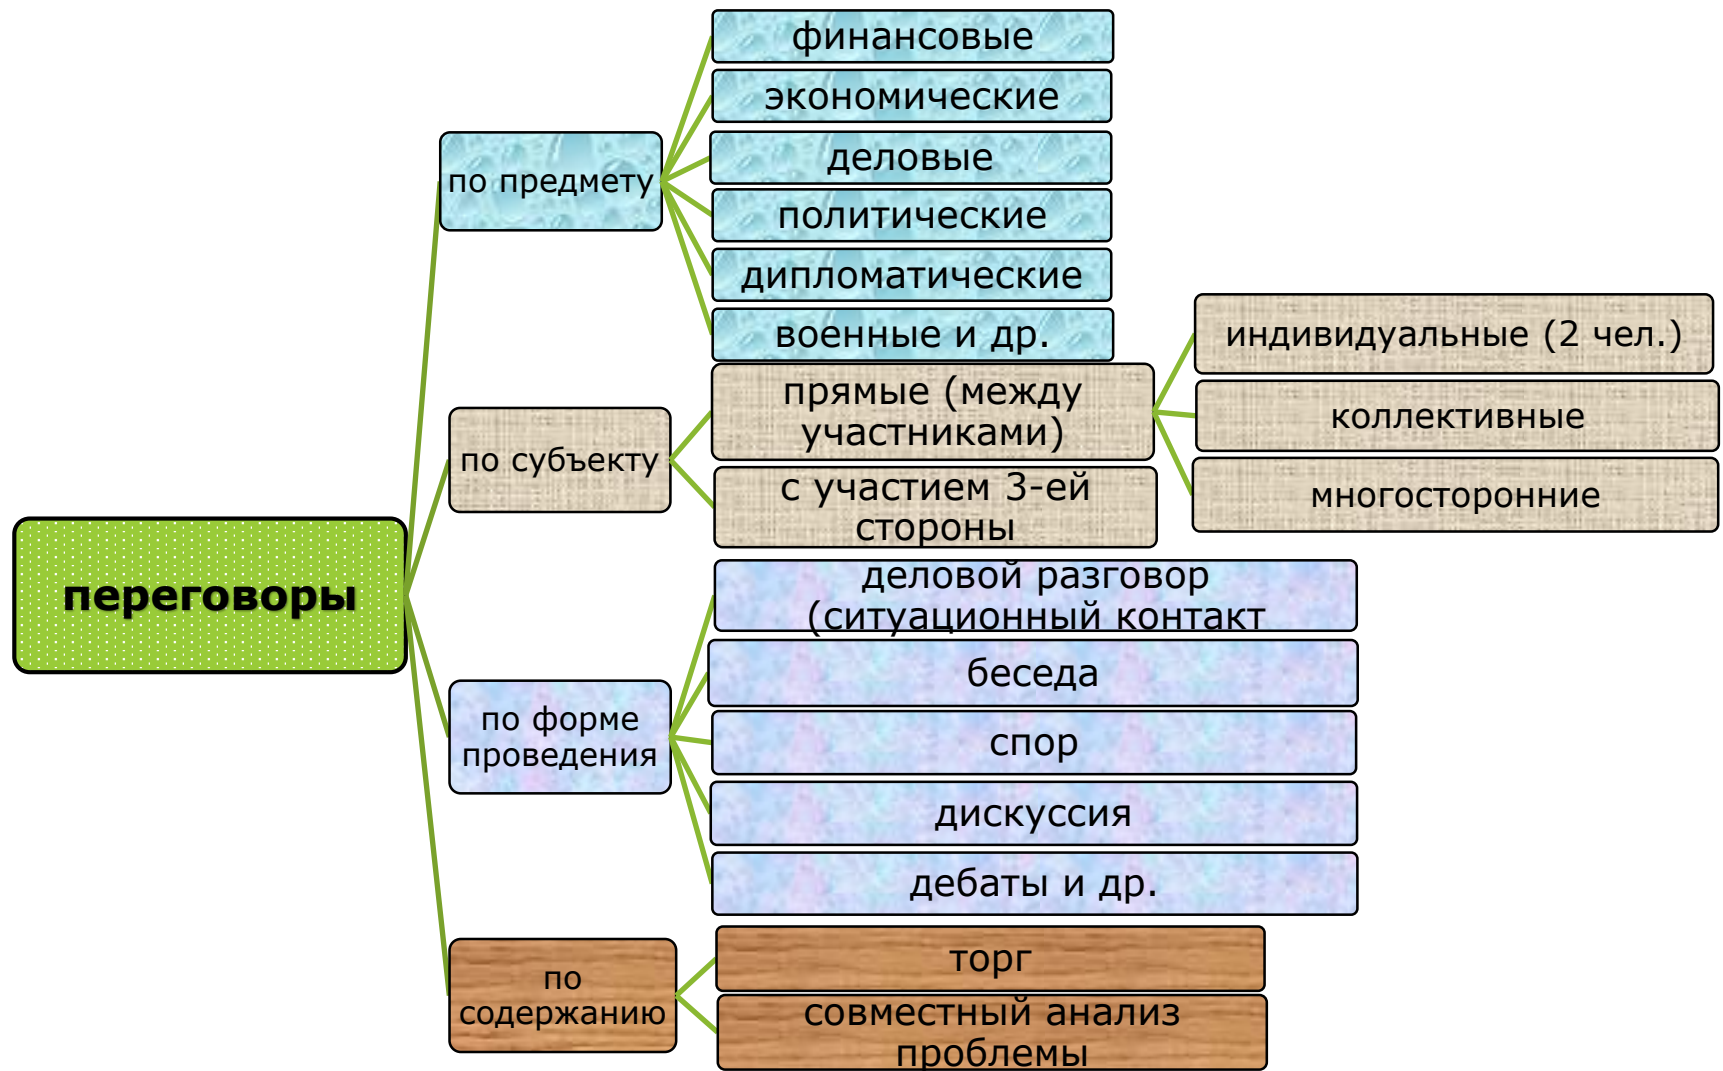 переговоры
по предмету
финансовые
экономические
деловые
политические
дипломатические
военные и др.
по субъекту
прямые (между
участниками)
индивидуальные (2 чел.)
коллективные
многосторонние
с участием 3-ей
стороны
по форме
проведения
деловой разговор
(ситуационный контакт
беседа
спор
дискуссия
дебаты и др.
по
содержанию
торг
совместный анализ
проблемы